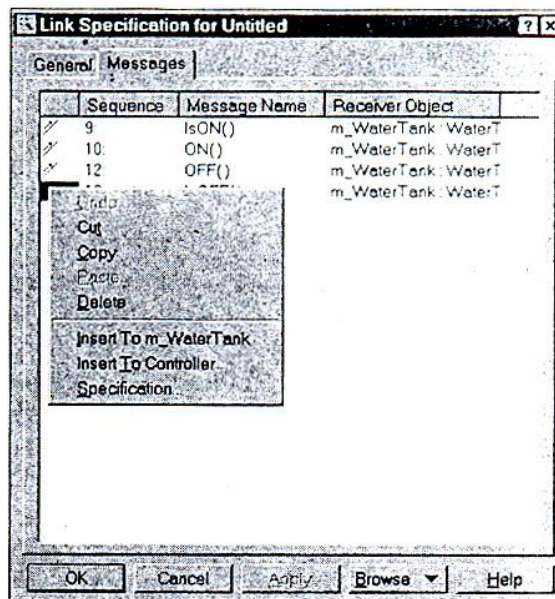 Link Specification for Untitled
General Messages
Sequence Message Name Receiver Object
9: IsON() m_WaterTank : WaterT
10: ON() m_WaterTank : WaterT
12: OFF() m_WaterTank : WaterT
m_WaterTank : WaterT
Undo
Cut
Copy
Paste
Delete
Insert To m_WaterTank
Insert To Controller
Specification...
OK Cancel Apply Browse Help